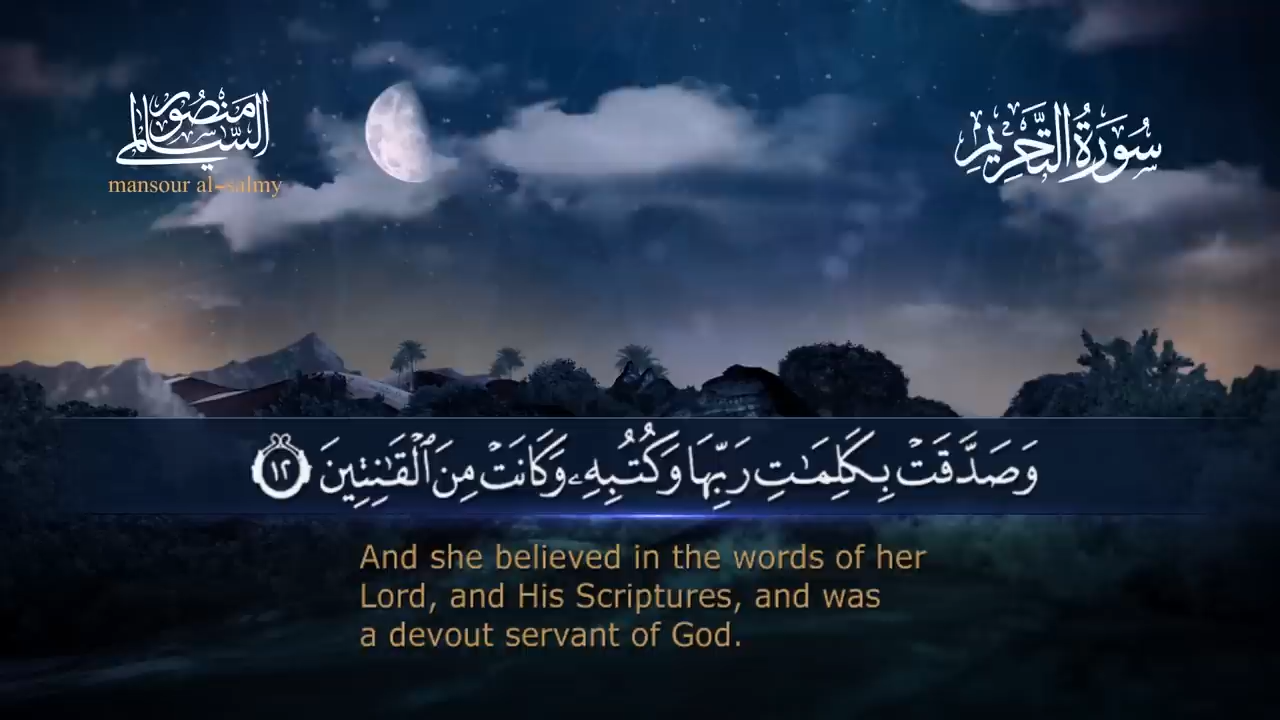 منصور السالمي
mansour al-salmy
سُورَةُ التَّحْرِيمِ
وَصَدَّقَتْ بِكَلِمَٰتِ رَبِّهَا وَكُتُبِهِۦ وَكَانَتْ مِنَ ٱلْقَٰنِتِينَ ١٢
And she believed in the words of her
Lord, and His Scriptures, and was
a devout servant of God.